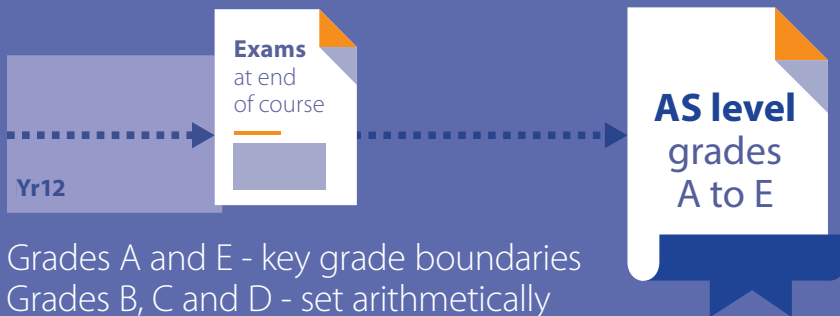 Exams
at end
of course
Yr12
AS level
grades
A to E
Grades A and E - key grade boundaries
Grades B, C and D - set arithmetically